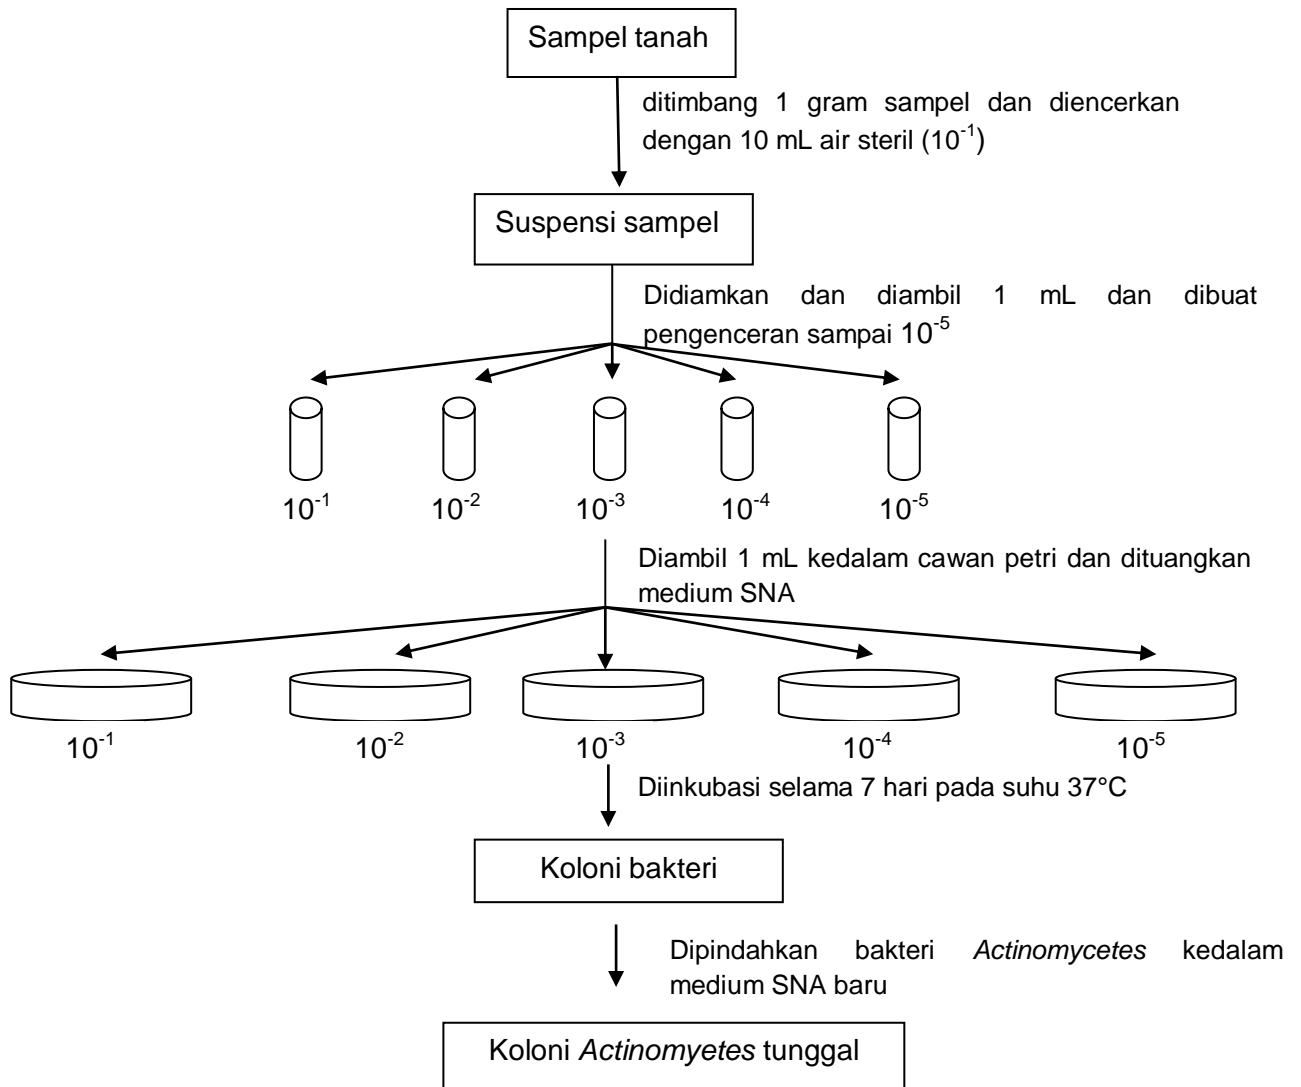 Sampel tanah
ditimbang 1 gram sampel dan diencerkan
dengan 10 mL air steril (10⁻¹)
Suspensi sampel
Didiamkan dan diambil 1 mL dan dibuat
pengenceran sampai 10⁻⁵
10⁻¹ 10⁻² 10⁻³ 10⁻⁴ 10⁻⁵
Diambil 1 mL kedalam cawan petri dan dituangkan
medium SNA
10⁻¹ 10⁻² 10⁻³ 10⁻⁴ 10⁻⁵
Diinkubasi selama 7 hari pada suhu 37°C
Koloni bakteri
Dipindahkan bakteri Actinomycetes kedalam
medium SNA baru
Koloni Actinomyetes tunggal